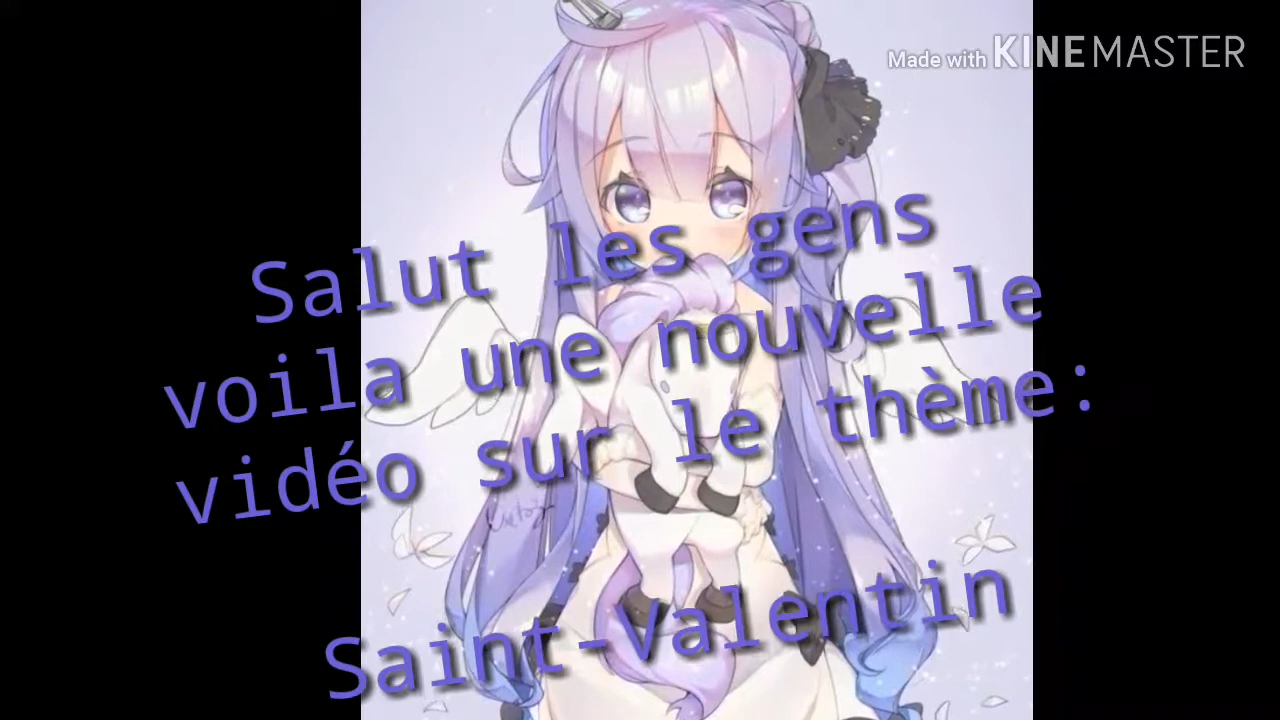 Made with KINEMASTER
Salut les gens
voila une nouvelle
vidéo sur le thème:
Saint-Valentin